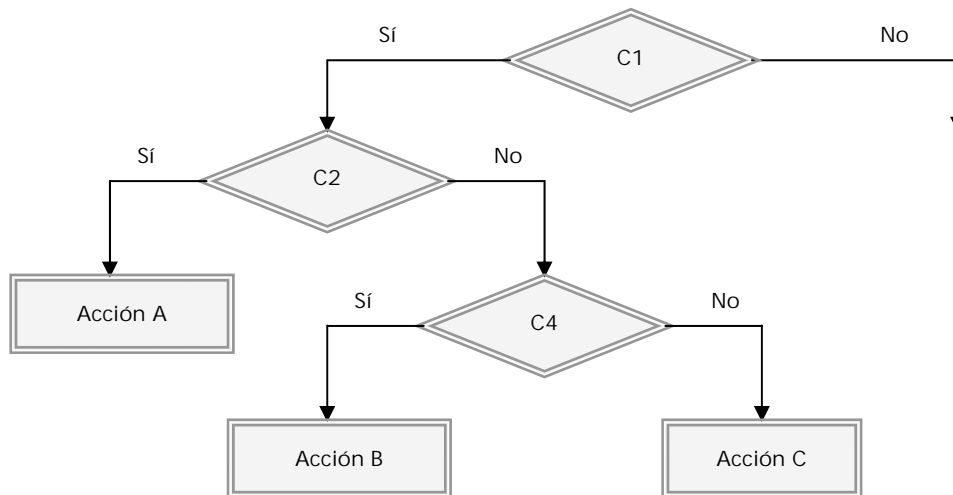 Sí
No
C1
Sí
No
C2
Acción A
Sí
No
C4
Acción B
Acción C